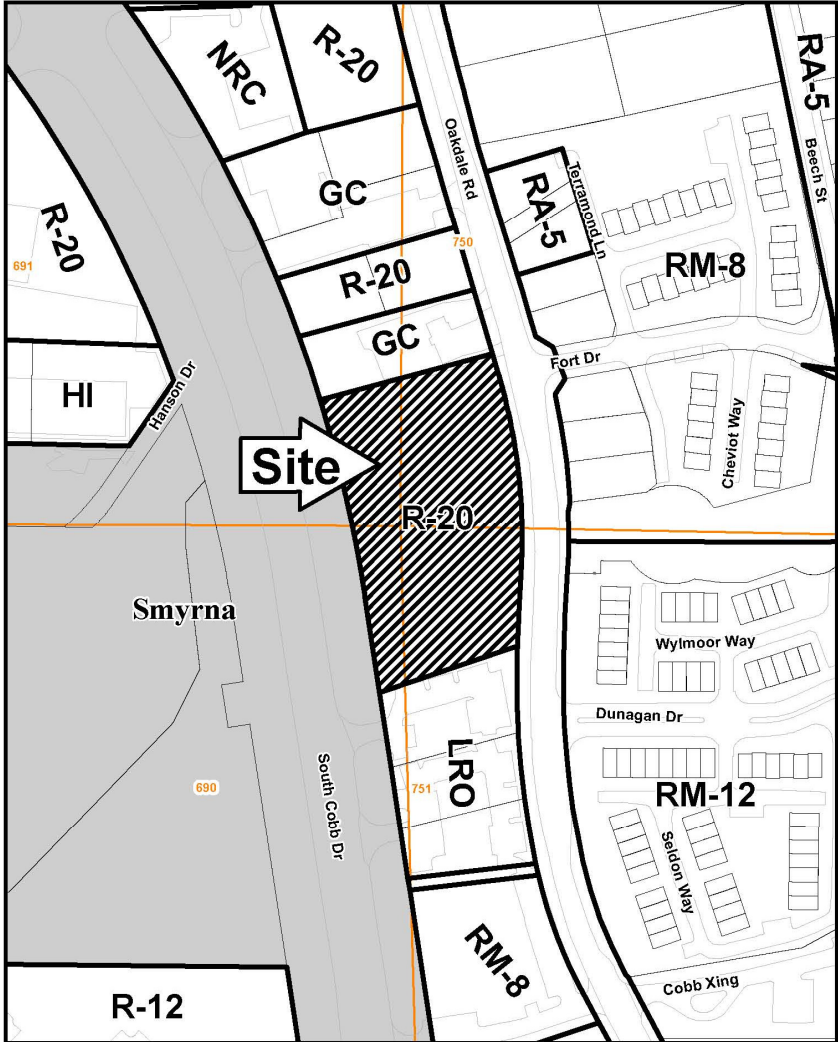 NRC
R-20
RA-5
Oakdale Rd
Beech St
GC
RA-5
Terramond Ln
R-20
691
750
RM-8
R-20
GC
Fort Dr
HI
Hanson Dr
Cheviot Way
Site
R-20
Smyrna
Wylmoor Way
Dunagan Dr
LRO
South Cobb Dr
690
751
RM-12
Seldon Way
RM-8
Cobb Xing
R-12